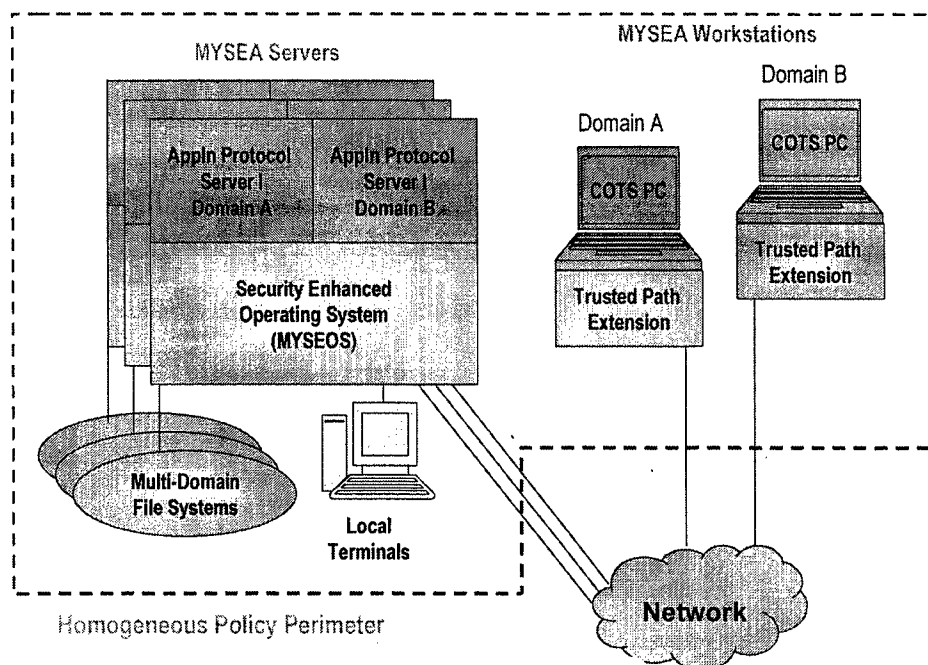 MYSEA Servers
MYSEA Workstations
Domain A
Domain B
Appln Protocol
Server I
Domain A
Appln Protocol
Server I
Domain B
Security Enhanced
Operating System
(MYSEOS)
COTS PC
Trusted Path
Extension
COTS PC
Trusted Path
Extension
Multi-Domain
File Systems
Local
Terminals
Network
Homogeneous Policy Perimeter